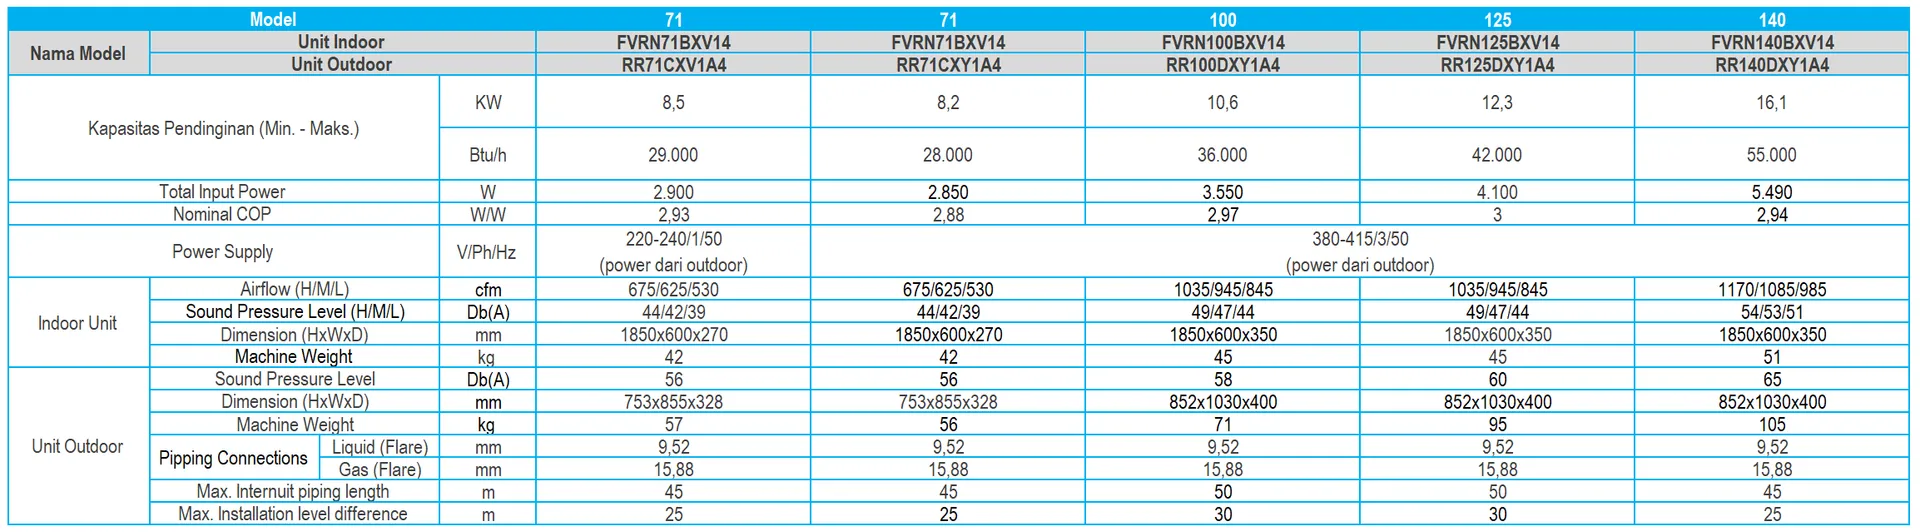 Model 71 71 100 125 140
Nama Model Unit Indoor FVRN71BXV14 FVRN71BXV14 FVRN100BXV14 FVRN125BXV14 FVRN140BXV14
Unit Outdoor RR71CXV1A4 RR71CXY1A4 RR100DXY1A4 RR125DXY1A4 RR140DXY1A4
Kapasitas Pendinginan (Min. - Maks.) KW 8,5 8,2 10,6 12,3 16,1
Btu/h 29.000 28.000 36.000 42.000 55.000
Total Input Power W 2.900 2.850 3.550 4.100 5.490
Nominal COP W/W 2,93 2,88 2,97 3 2,94
Power Supply V/Ph/Hz 220-240/1/50 380-415/3/50
(power dari outdoor) (power dari outdoor)
Indoor Unit Airflow (H/M/L) cfm 675/625/530 675/625/530 1035/945/845 1035/945/845 1170/1085/985
Sound Pressure Level (H/M/L) Db(A) 44/42/39 44/42/39 49/47/44 49/47/44 54/53/51
Dimension (HxWxD) mm 1850x600x270 1850x600x270 1850x600x350 1850x600x350 1850x600x350
Machine Weight kg 42 42 45 45 51
Unit Outdoor Sound Pressure Level Db(A) 56 56 58 60 65
Dimension (HxWxD) mm 753x855x328 753x855x328 852x1030x400 852x1030x400 852x1030x400
Machine Weight kg 57 56 71 95 105
Pipping Connections Liquid (Flare) mm 9,52 9,52 9,52 9,52 9,52
Gas (Flare) mm 15,88 15,88 15,88 15,88 15,88
Max. Internuit piping length m 45 45 50 50 45
Max. Installation level difference m 25 25 30 30 25